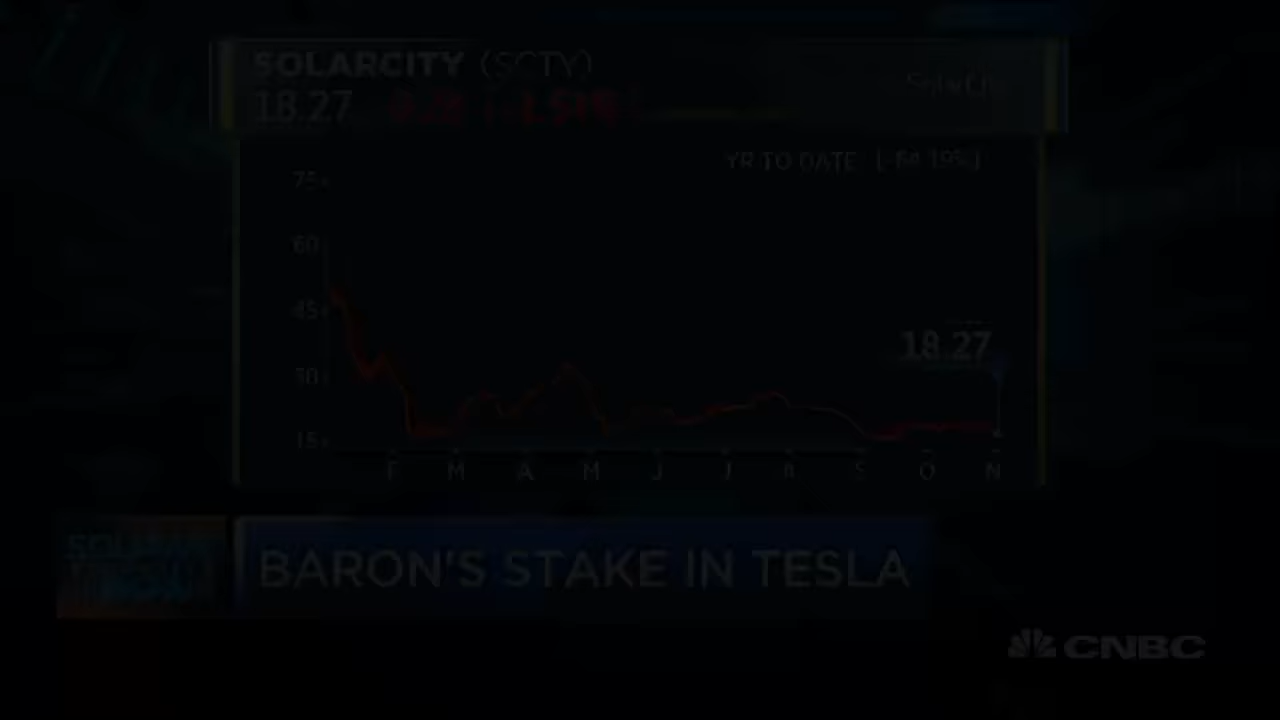 SOLARCITY (SCTY)
18.27
SolarCity
YR TO DATE
75
60
45
18.27
30
15
F M A M J J A S O N
BARON'S STAKE IN TESLA
CNBC